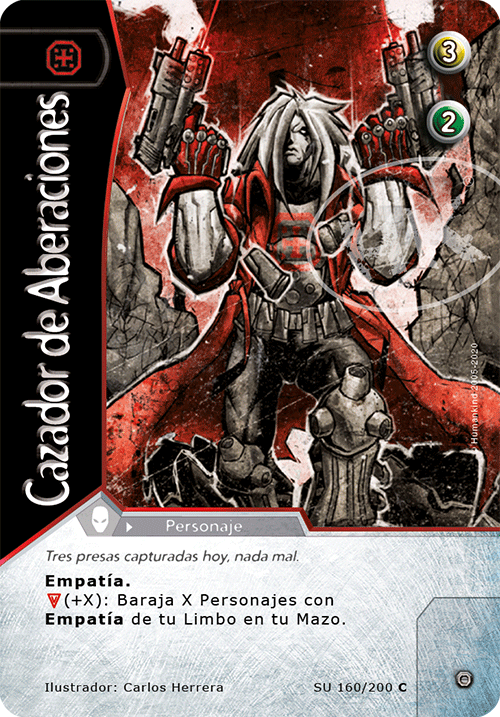 3
2
Cazador de Aberaciones
©Humankind 2005-2020
Personaje
Tres presas capturadas hoy, nada mal.
Empatía.
(+X): Baraja X Personajes con
Empatía de tu Limbo en tu Mazo.
Ilustrador: Carlos Herrera
SU 160/200 C